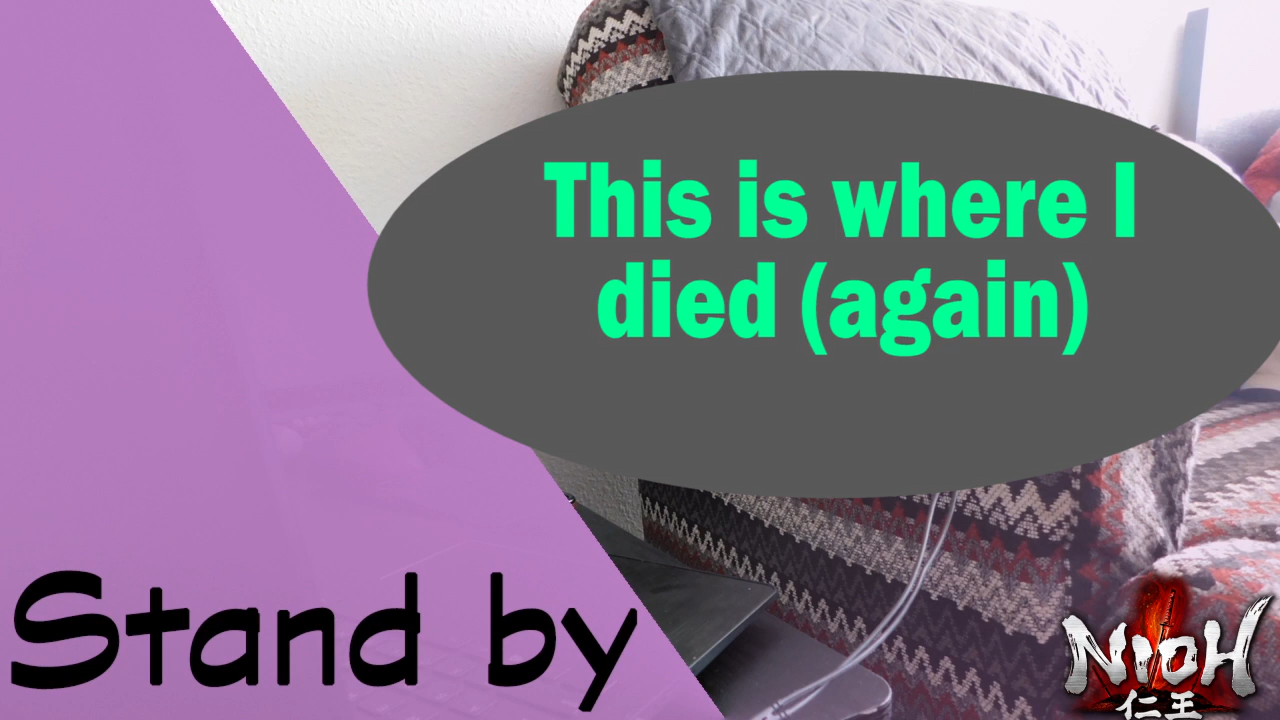 This is where I
died (again)
Stand by
NIOH
仁王